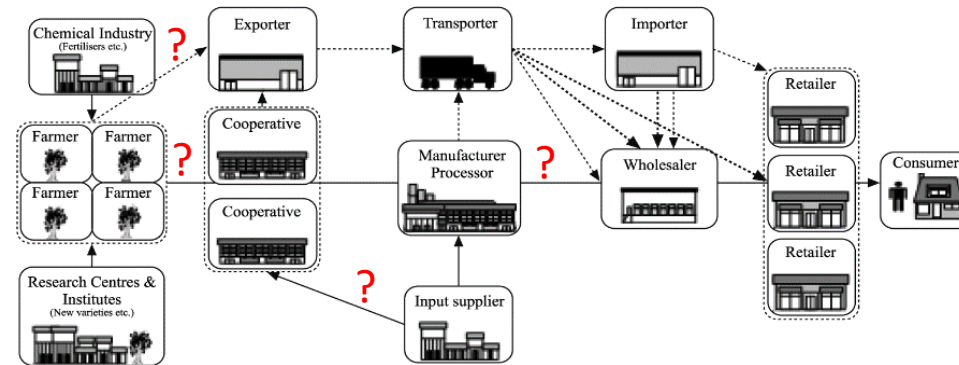 Chemical Industry
(Fertilisers etc.)
?
Exporter
Transporter
Importer
Retailer
Farmer
Farmer
?
Cooperative
Manufacturer
Processor
?
Wholesaler
Retailer
Consumer
Farmer
Farmer
Cooperative
Retailer
Research Centres &
Institutes
(New varieties etc.)
?
Input supplier